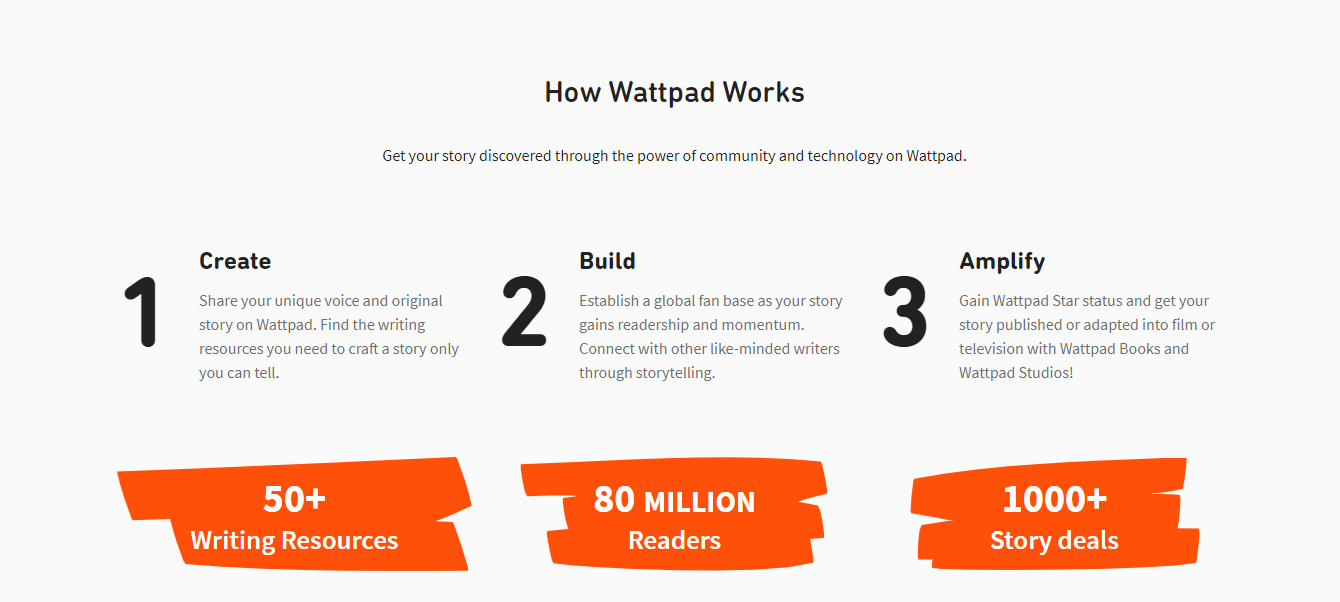 How Wattpad Works
Get your story discovered through the power of community and technology on Wattpad.
1
Create
Share your unique voice and original
story on Wattpad. Find the writing
resources you need to craft a story only
you can tell.
2
Build
Establish a global fan base as your story
gains readership and momentum.
Connect with other like-minded writers
through storytelling.
3
Amplify
Gain Wattpad Star status and get your
story published or adapted into film or
television with Wattpad Books and
Wattpad Studios!
50+
Writing Resources
80 MILLION
Readers
1000+
Story deals